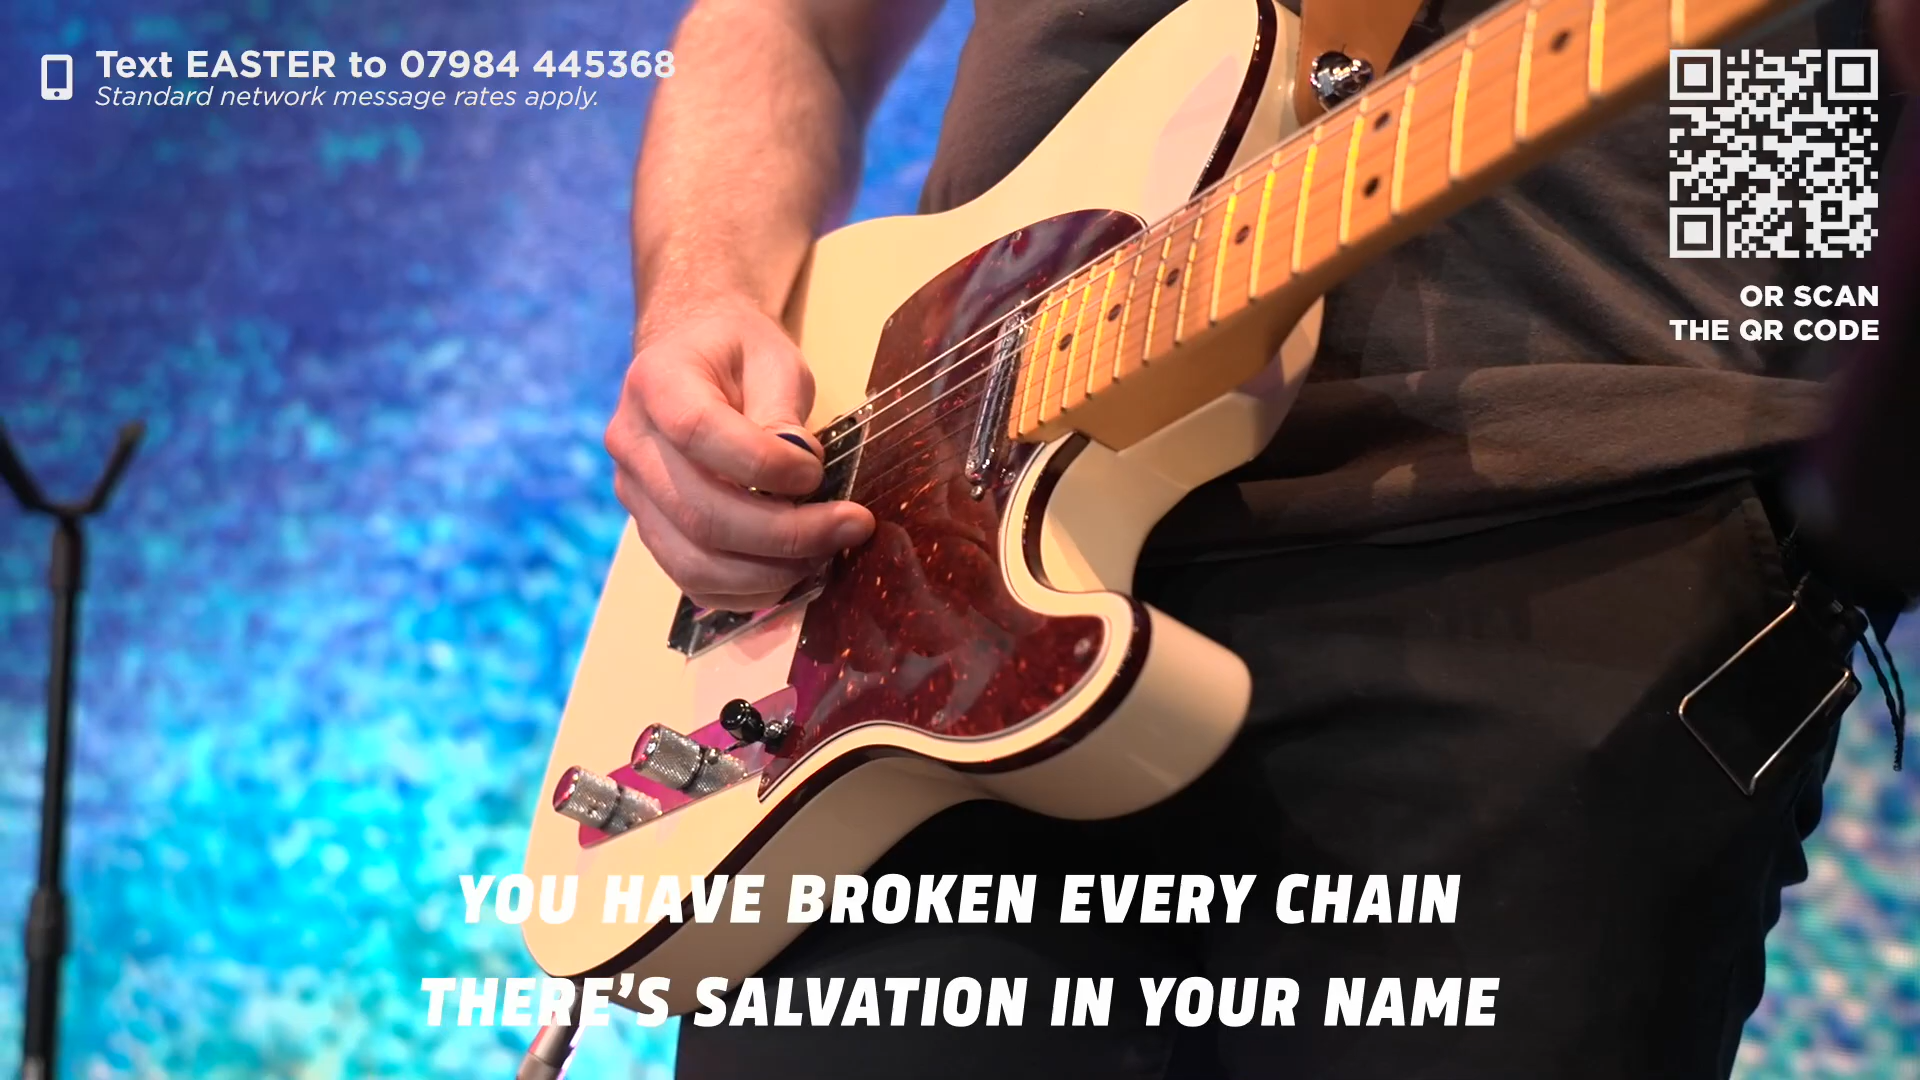 Text EASTER to 07984 445368
Standard network message rates apply.
OR SCAN
THE QR CODE
YOU HAVE BROKEN EVERY CHAIN
THERE’S SALVATION IN YOUR NAME